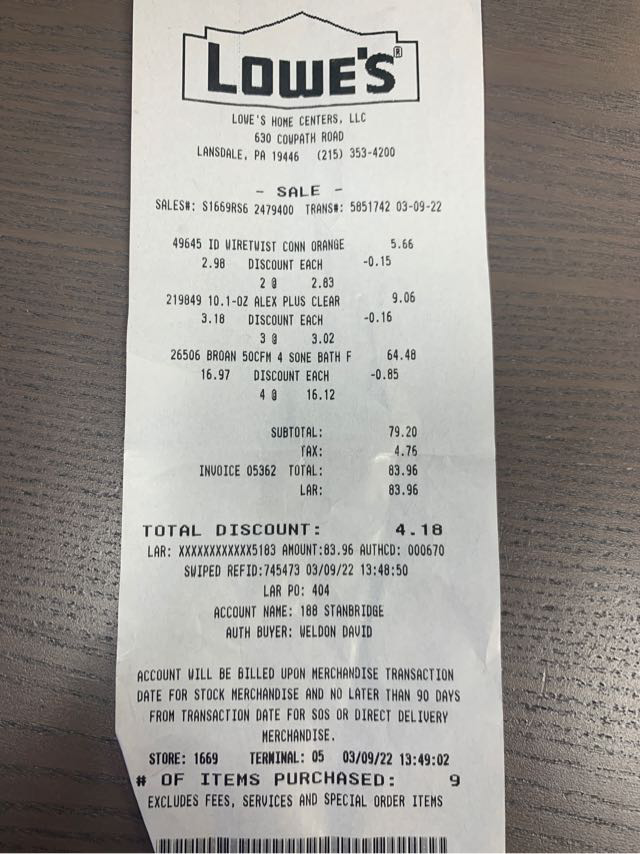 LOWE'S®
LOWE'S HOME CENTERS, LLC
630 COWPATH ROAD
LANSDALE, PA 19446 (215) 353-4200
- SALE -
SALES#: S1669RS6 2479400 TRANS#: 5851742 03-09-22
49645 ID WIRETWIST CONN ORANGE 5.66
2.98 DISCOUNT EACH -0.15
2 @ 2.83
219849 10.1-OZ ALEX PLUS CLEAR 9.06
3.18 DISCOUNT EACH -0.16
3 @ 3.02
26506 BROAN 50CFM 4 SONE BATH F 64.48
16.97 DISCOUNT EACH -0.85
4 @ 16.12
SUBTOTAL: 79.20
TAX: 4.76
INVOICE 05362 TOTAL: 83.96
LAR: 83.96
TOTAL DISCOUNT: 4.18
LAR: XXXXXXXXXXXX5183 AMOUNT:83.96 AUTHCD: 000670
SWIPED REFID:745473 03/09/22 13:48:50
LAR PO: 404
ACCOUNT NAME: 188 STANBRIDGE
AUTH BUYER: WELDON DAVID
ACCOUNT WILL BE BILLED UPON MERCHANDISE TRANSACTION
DATE FOR STOCK MERCHANDISE AND NO LATER THAN 90 DAYS
FROM TRANSACTION DATE FOR SOS OR DIRECT DELIVERY
MERCHANDISE.
STORE: 1669 TERMINAL: 05 03/09/22 13:49:02
# OF ITEMS PURCHASED: 9
EXCLUDES FEES, SERVICES AND SPECIAL ORDER ITEMS